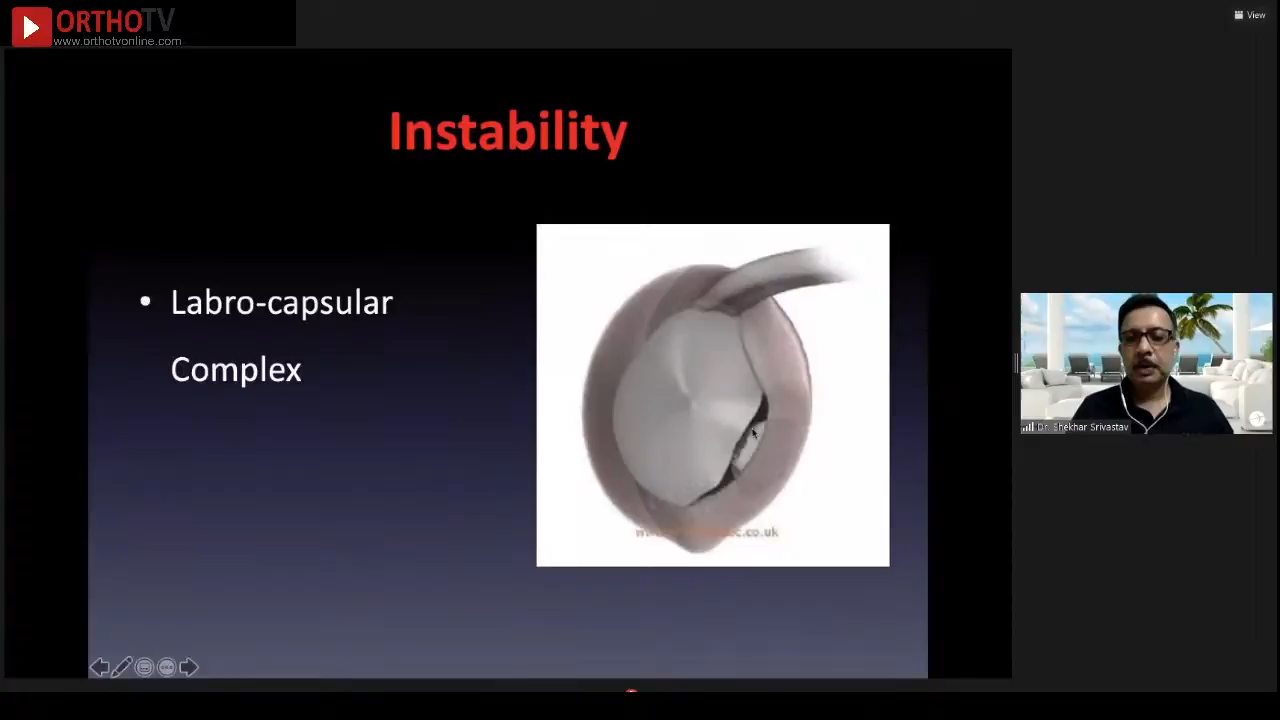 ORTHOTV
www.orthotvonline.com
View
Instability
• Labro-capsular
Complex
Dr. Shekhar Srivastav